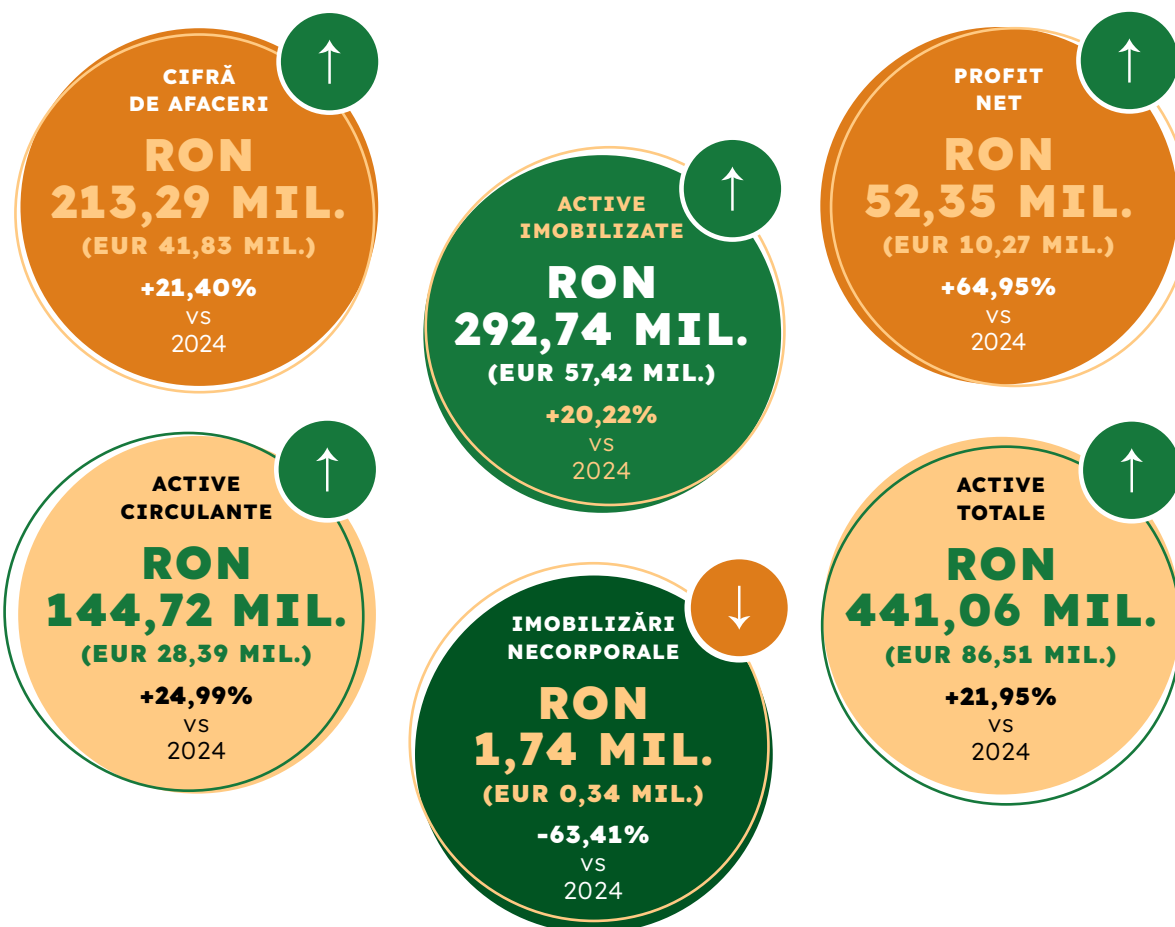 CIFRĂ
DE AFACERI
RON
213,29 MIL.
(EUR 41,83 MIL.)
+21,40%
VS
2024
ACTIVE
IMOBILIZATE
RON
292,74 MIL.
(EUR 57,42 MIL.)
+20,22%
VS
2024
PROFIT
NET
RON
52,35 MIL.
(EUR 10,27 MIL.)
+64,95%
VS
2024
ACTIVE
CIRCULANTE
RON
144,72 MIL.
(EUR 28,39 MIL.)
+24,99%
VS
2024
IMOBILIZĂRI
NECORPORALE
RON
1,74 MIL.
(EUR 0,34 MIL.)
-63,41%
VS
2024
ACTIVE
TOTALE
RON
441,06 MIL.
(EUR 86,51 MIL.)
+21,95%
VS
2024